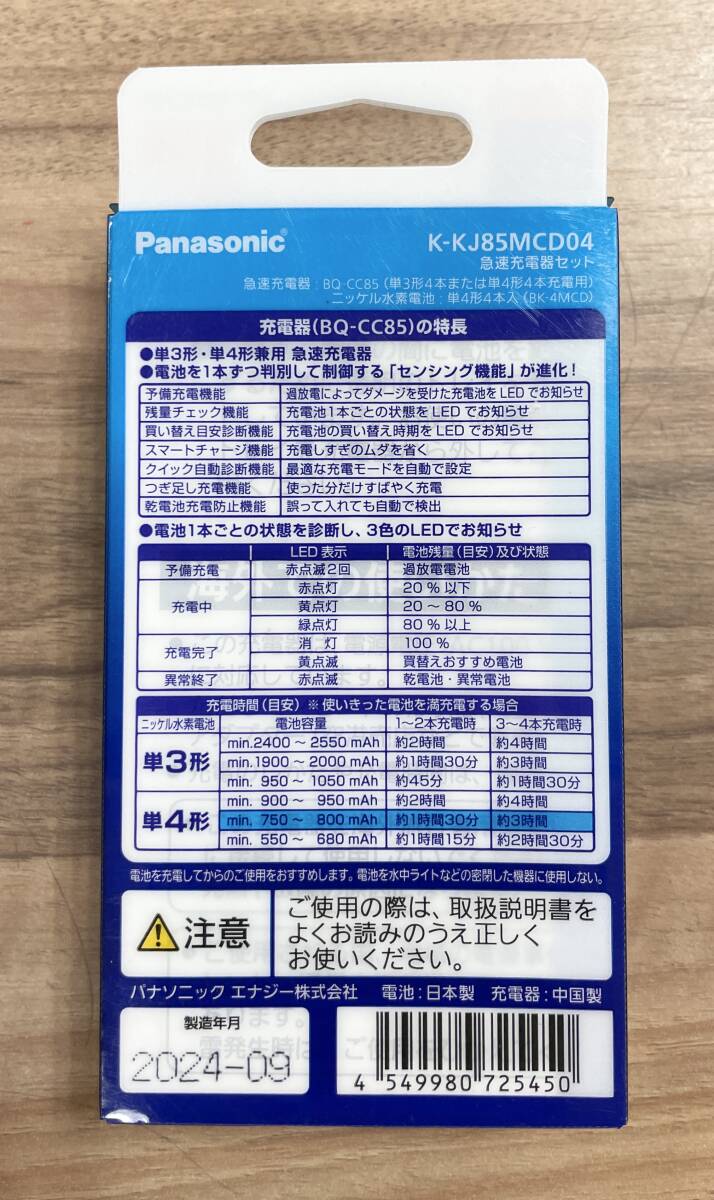 Panasonic
K-KJ85MCD04
急速充電器セット
急速充電器：BQ-CC85（単3形4本または単4形4本充電用）
ニッケル水素電池：単4形4本入（BK-4MCD）
充電器(BQ-CC85)の特長
●単3形・単4形兼用 急速充電器
●電池を1本ずつ判別して制御する「センシング機能」が進化！
予備充電機能 過放電によってダメージを受けた充電池をLEDでお知らせ
残量チェック機能 充電池1本ごとの状態をLEDでお知らせ
買い替え目安診断機能 充電池の買い替え時期をLEDでお知らせ
スマートチャージ機能 充電しすぎのムダを省く
クイック自動診断機能 最適な充電モードを自動で設定
つぎ足し充電機能 使った分だけすばやく充電
乾電池充電防止機能 誤って入れても自動で検出
●電池1本ごとの状態を診断し、3色のLEDでお知らせ
LED表示 電池残量（目安）及び状態
予備充電 赤点滅2回 過放電電池
充電中 赤点灯 20％以下
黄点灯 20～80％
緑点灯 80％以上
充電完了 消灯 100％
黄点滅 買替えおすすめ電池
異常終了 赤点滅 乾電池・異常電池
充電時間（目安）※使いきった電池を満充電する場合
ニッケル水素電池 電池容量 1～2本充電時 3～4本充電時
単3形 min.2400～2550mAh 約2時間 約4時間
min.1900～2000mAh 約1時間30分 約3時間
min. 950～1050mAh 約45分 約1時間30分
単4形 min. 900～ 950mAh 約2時間 約4時間
min. 750～ 800mAh 約1時間30分 約3時間
min. 550～ 680mAh 約1時間15分 約2時間30分
電池を充電してからのご使用をおすすめします。電池を水中ライトなどの密閉した機器に使用しない。
注意
ご使用の際は、取扱説明書を
よくお読みのうえ正しく
お使いください。
パナソニック エナジー株式会社 電池：日本製 充電器：中国製
製造年月
2024-09
4 549980 725450